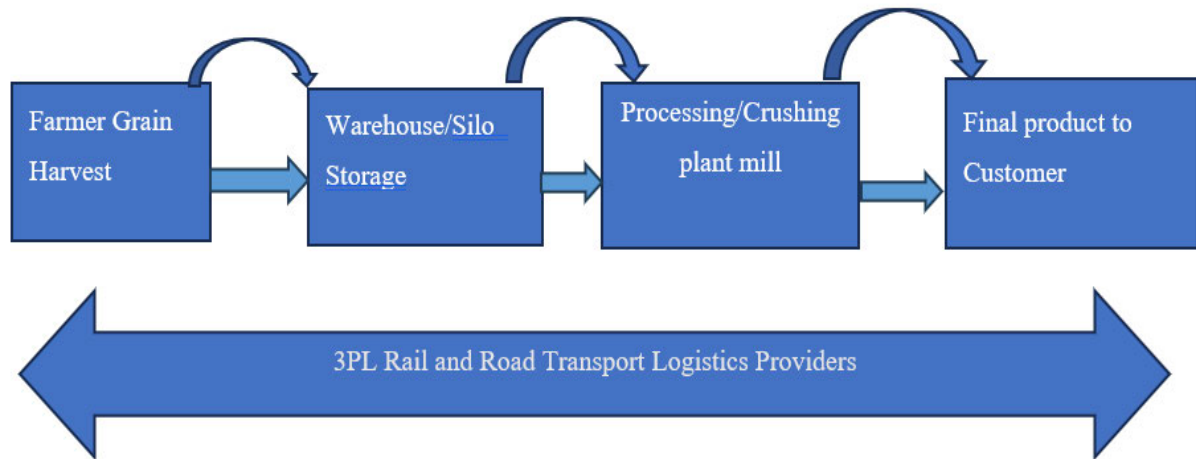 Farmer Grain
Harvest
Warehouse/Silo
Storage
Processing/Crushing
plant mill
Final product to
Customer
3PL Rail and Road Transport Logistics Providers